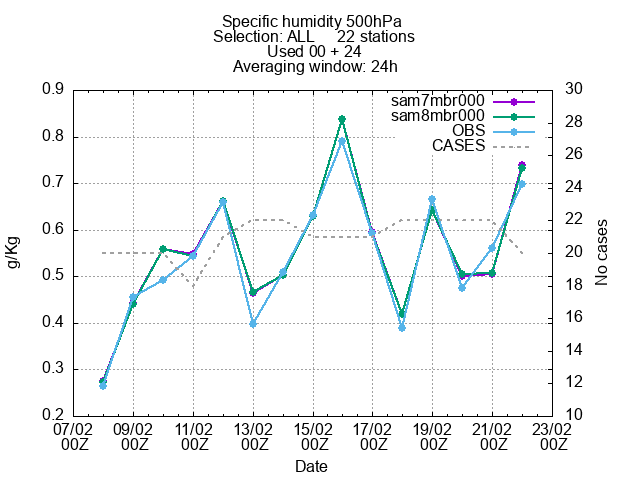 Specific humidity 500hPa
Selection: ALL 22 stations
Used 00 + 24
Averaging window: 24h
sam7mbr000
sam8mbr000
OBS
CASES
0.9
0.8
0.7
0.6
0.5
0.4
0.3
0.2
g/Kg
30
28
26
24
22
20
18
16
14
12
10
No cases
07/02 09/02 11/02 13/02 15/02 17/02 19/02 21/02 23/02
00Z 00Z 00Z 00Z 00Z 00Z 00Z 00Z 00Z
Date